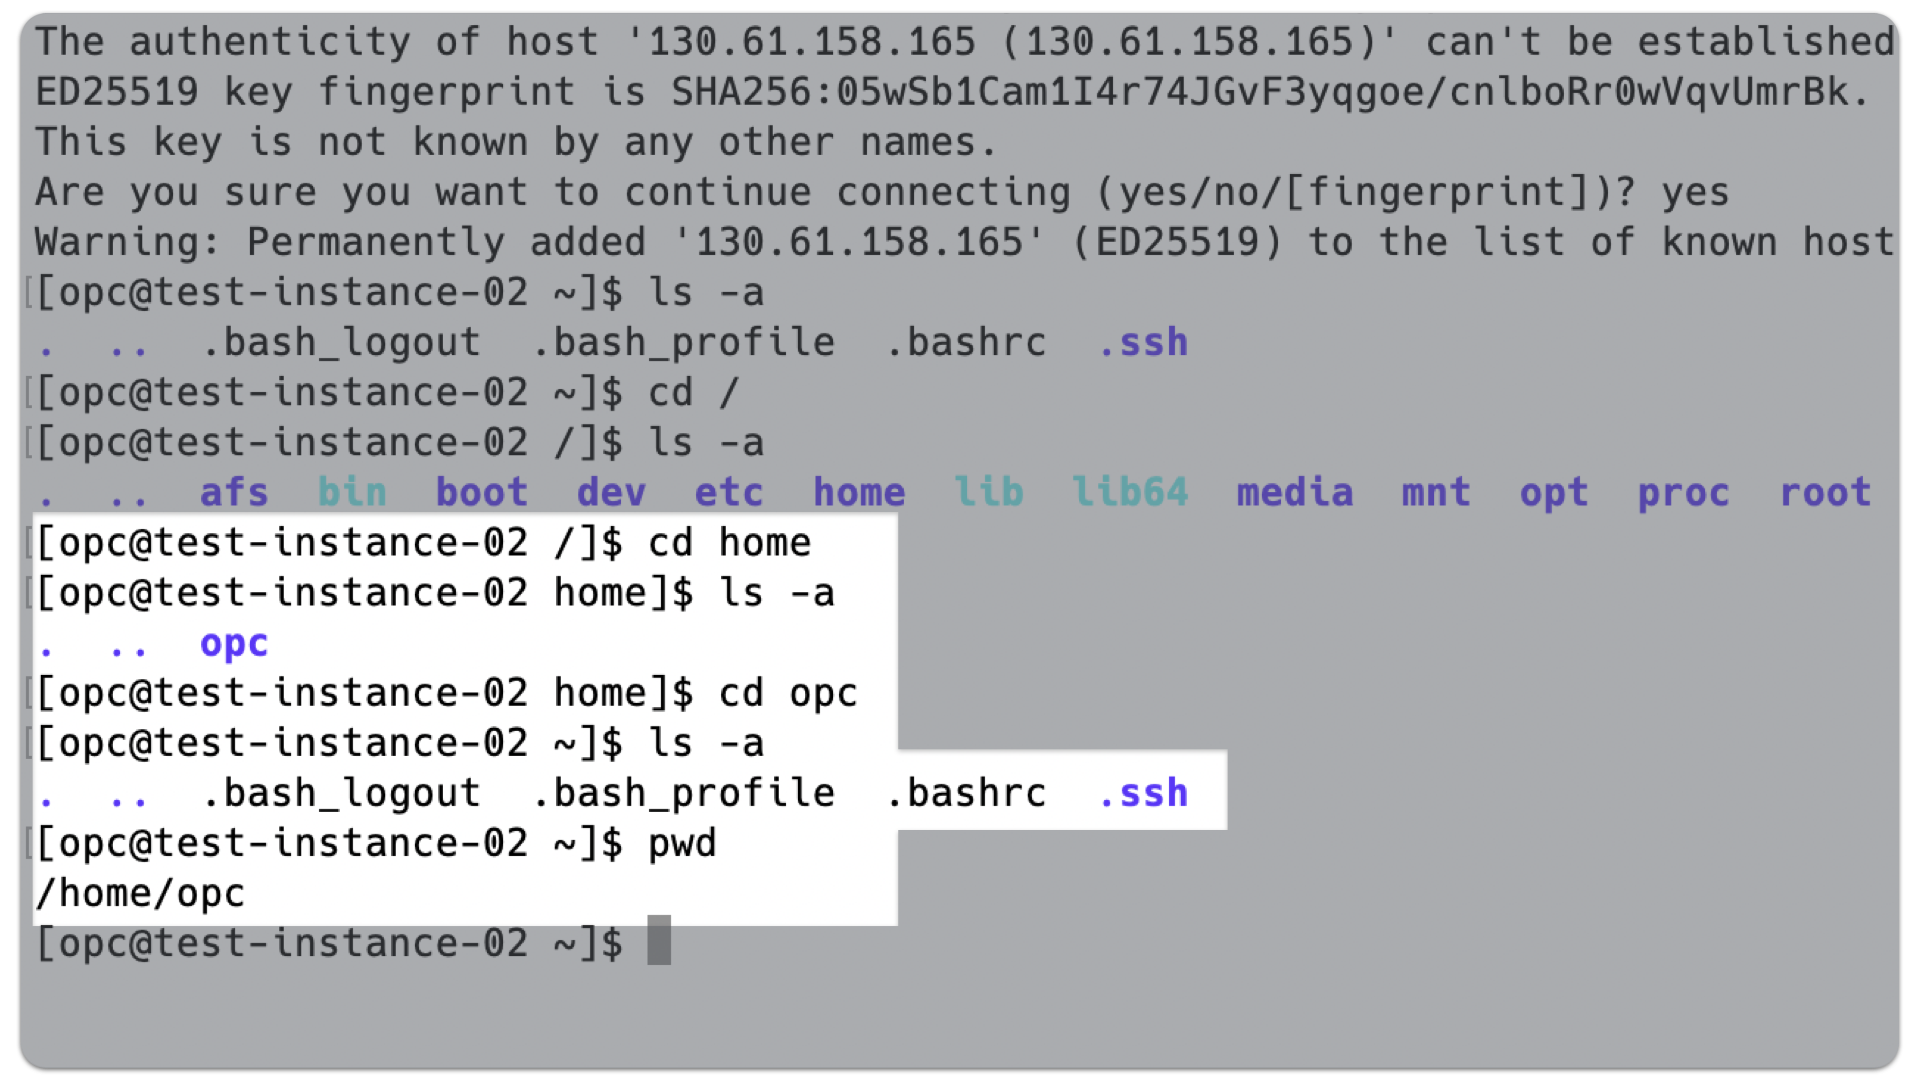 The authenticity of host '130.61.158.165 (130.61.158.165)' can't be established
ED25519 key fingerprint is SHA256:05wSb1Cam1I4r74JGvF3yqgoe/cnlboRr0wVqvUmrBk.
This key is not known by any other names.
Are you sure you want to continue connecting (yes/no/[fingerprint])? yes
Warning: Permanently added '130.61.158.165' (ED25519) to the list of known host
[[opc@test-instance-02 ~]$ ls -a
. .. .bash_logout .bash_profile .bashrc .ssh
[[opc@test-instance-02 ~]$ cd /
[[opc@test-instance-02 /]$ ls -a
. .. afs bin boot dev etc home lib lib64 media mnt opt proc root
[[opc@test-instance-02 /]$ cd home
[[opc@test-instance-02 home]$ ls -a
. .. opc
[[opc@test-instance-02 home]$ cd opc
[[opc@test-instance-02 ~]$ ls -a
. .. .bash_logout .bash_profile .bashrc .ssh
[[opc@test-instance-02 ~]$ pwd
/home/opc
[opc@test-instance-02 ~]$